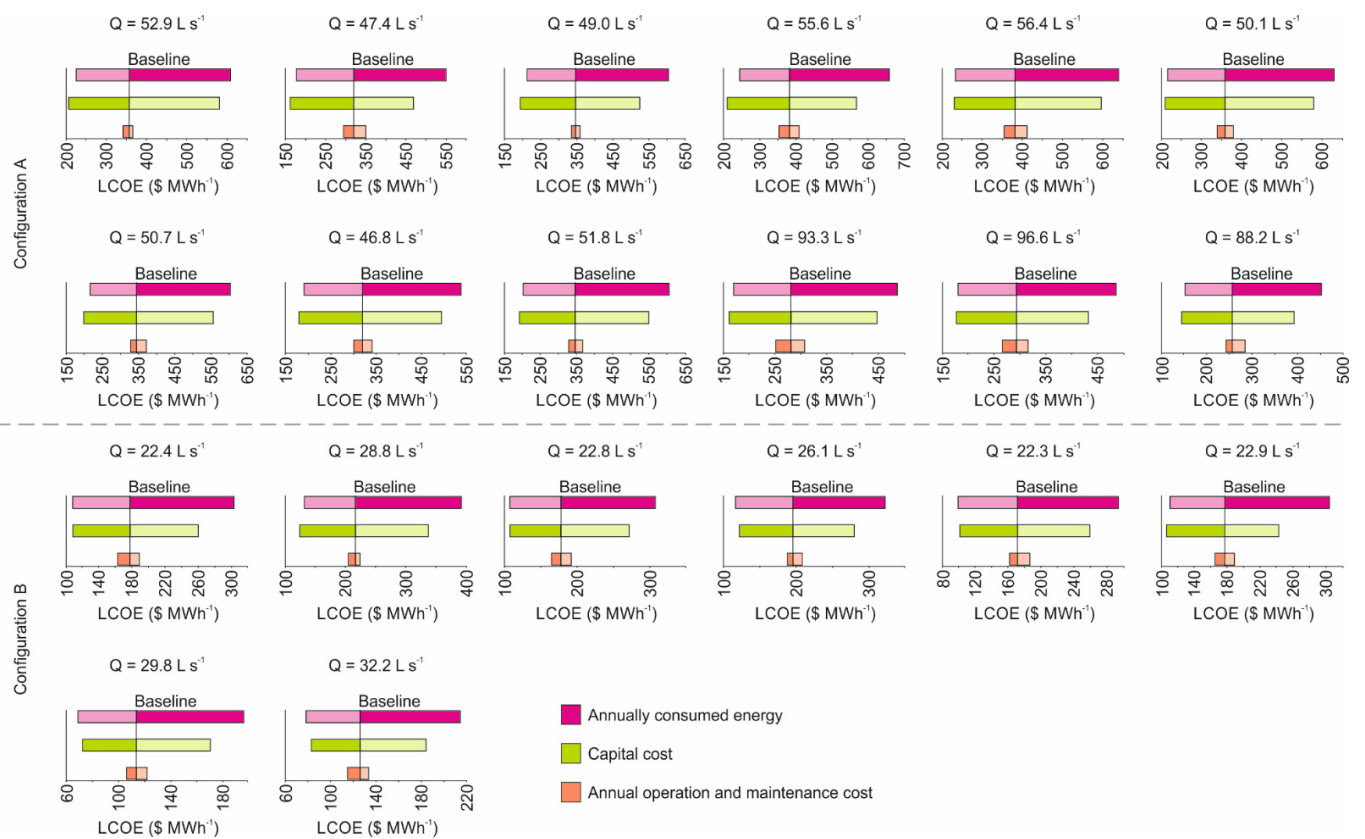 Configuration A
Q = 52.9 L s⁻¹
Baseline
200 300 400 500 600
LCOE ($ MWh⁻¹)
Q = 47.4 L s⁻¹
Baseline
150 250 350 450 550
LCOE ($ MWh⁻¹)
Q = 49.0 L s⁻¹
Baseline
150 250 350 450 550 650
LCOE ($ MWh⁻¹)
Q = 55.6 L s⁻¹
Baseline
200 300 400 500 600 700
LCOE ($ MWh⁻¹)
Q = 56.4 L s⁻¹
Baseline
200 300 400 500 600
LCOE ($ MWh⁻¹)
Q = 50.1 L s⁻¹
Baseline
200 300 400 500 600
LCOE ($ MWh⁻¹)
Q = 50.7 L s⁻¹
Baseline
150 250 350 450 550 650
LCOE ($ MWh⁻¹)
Q = 46.8 L s⁻¹
Baseline
150 250 350 450 550
LCOE ($ MWh⁻¹)
Q = 51.8 L s⁻¹
Baseline
150 250 350 450 550 650
LCOE ($ MWh⁻¹)
Q = 93.3 L s⁻¹
Baseline
150 250 350 450
LCOE ($ MWh⁻¹)
Q = 96.6 L s⁻¹
Baseline
150 250 350 450
LCOE ($ MWh⁻¹)
Q = 88.2 L s⁻¹
Baseline
100 200 300 400 500
LCOE ($ MWh⁻¹)
Configuration B
Q = 22.4 L s⁻¹
Baseline
100 140 180 220 260 300
LCOE ($ MWh⁻¹)
Q = 28.8 L s⁻¹
Baseline
100 200 300 400
LCOE ($ MWh⁻¹)
Q = 22.8 L s⁻¹
Baseline
100 200 300
LCOE ($ MWh⁻¹)
Q = 26.1 L s⁻¹
Baseline
100 200 300
LCOE ($ MWh⁻¹)
Q = 22.3 L s⁻¹
Baseline
80 120 160 200 240 280
LCOE ($ MWh⁻¹)
Q = 22.9 L s⁻¹
Baseline
100 140 180 220 260 300
LCOE ($ MWh⁻¹)
Q = 29.8 L s⁻¹
Baseline
60 100 140 180
LCOE ($ MWh⁻¹)
Q = 32.2 L s⁻¹
Baseline
60 100 140 180 220
LCOE ($ MWh⁻¹)
Annually consumed energy
Capital cost
Annual operation and maintenance cost